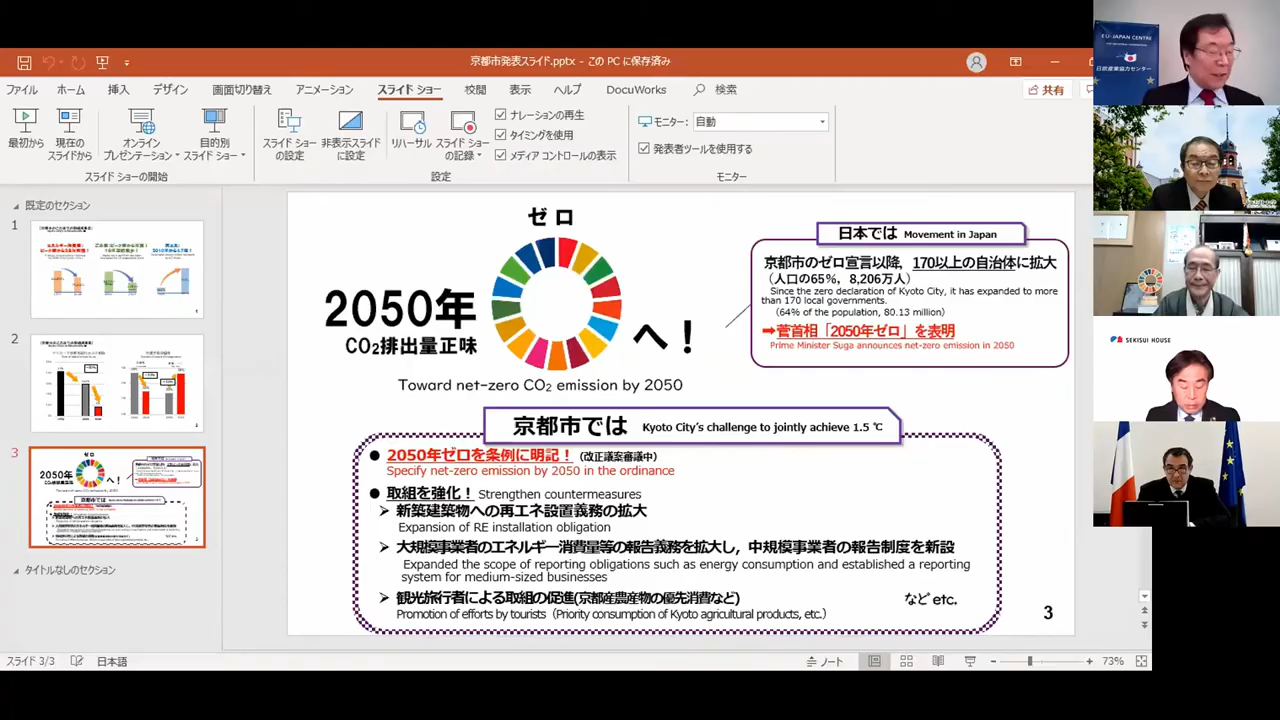 京都市発表スライド.pptx - この PC に保存済み
ファイル ホーム 挿入 デザイン 画面切り替え アニメーション スライド ショー 校閲 表示 ヘルプ DocuWorks 検索 共有
最初から 現在のスライドから オンライン プレゼンテーション 目的別 スライド ショー
スライド ショーの開始
スライド ショーの設定 非表示スライドに設定 リハーサル スライド ショーの記録
ナレーションの再生
タイミングを使用
メディア コントロールの表示
設定
モニター: 自動
発表者ツールを使用する
モニター
既定のセクション
1
2
3
タイトルなしのセクション
ゼロ
2050年
CO₂排出量正味
へ！
Toward net-zero CO₂ emission by 2050
日本では Movement in Japan
京都市のゼロ宣言以降，170以上の自治体に拡大
（人口の65%，8,206万人）
Since the zero declaration of Kyoto City, it has expanded to more
than 170 local governments.
（64% of the population, 80.13 million）
➡菅首相「2050年ゼロ」を表明
Prime Minister Suga announces net-zero emission in 2050
京都市では Kyoto City's challenge to jointly achieve 1.5 ℃
● 2050年ゼロを条例に明記！（改正議案審議中）
Specify net-zero emission by 2050 in the ordinance
● 取組を強化！ Strengthen countermeasures
➢ 新築建築物への再エネ設置義務の拡大
Expansion of RE installation obligation
➢ 大規模事業者のエネルギー消費量等の報告義務を拡大し，中規模事業者の報告制度を新設
Expanded the scope of reporting obligations such as energy consumption and established a reporting
system for medium-sized businesses
➢ 観光旅行者による取組の促進(京都産農産物の優先消費など)
など etc.
Promotion of efforts by tourists（Priority consumption of Kyoto agricultural products, etc.）
3
スライド 3/3 日本語 ノート 73%
EU-JAPAN CENTRE
日欧産業協力センター
SEKISUI HOUSE